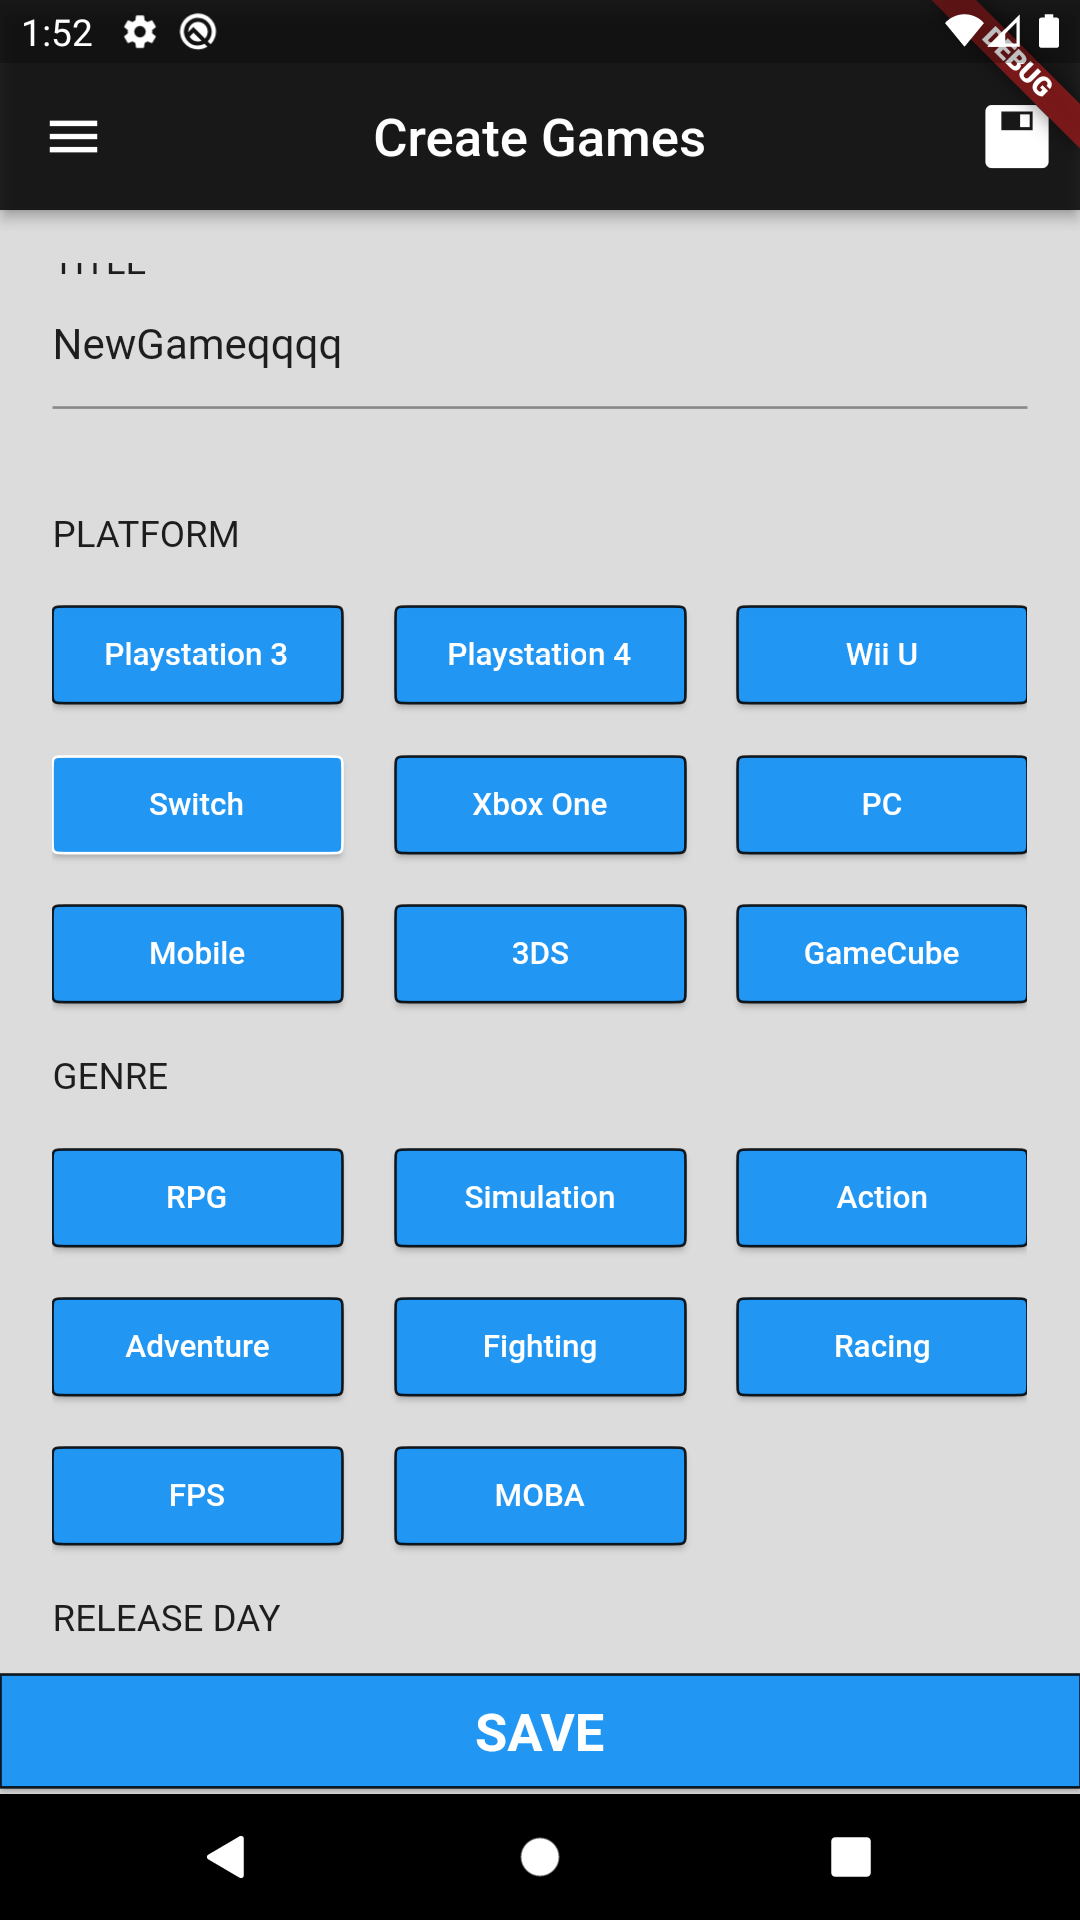 1:52
DEBUG
Create Games
TITLE
NewGameqqqq
PLATFORM
Playstation 3 Playstation 4 Wii U
Switch Xbox One PC
Mobile 3DS GameCube
GENRE
RPG Simulation Action
Adventure Fighting Racing
FPS MOBA
RELEASE DAY
SAVE